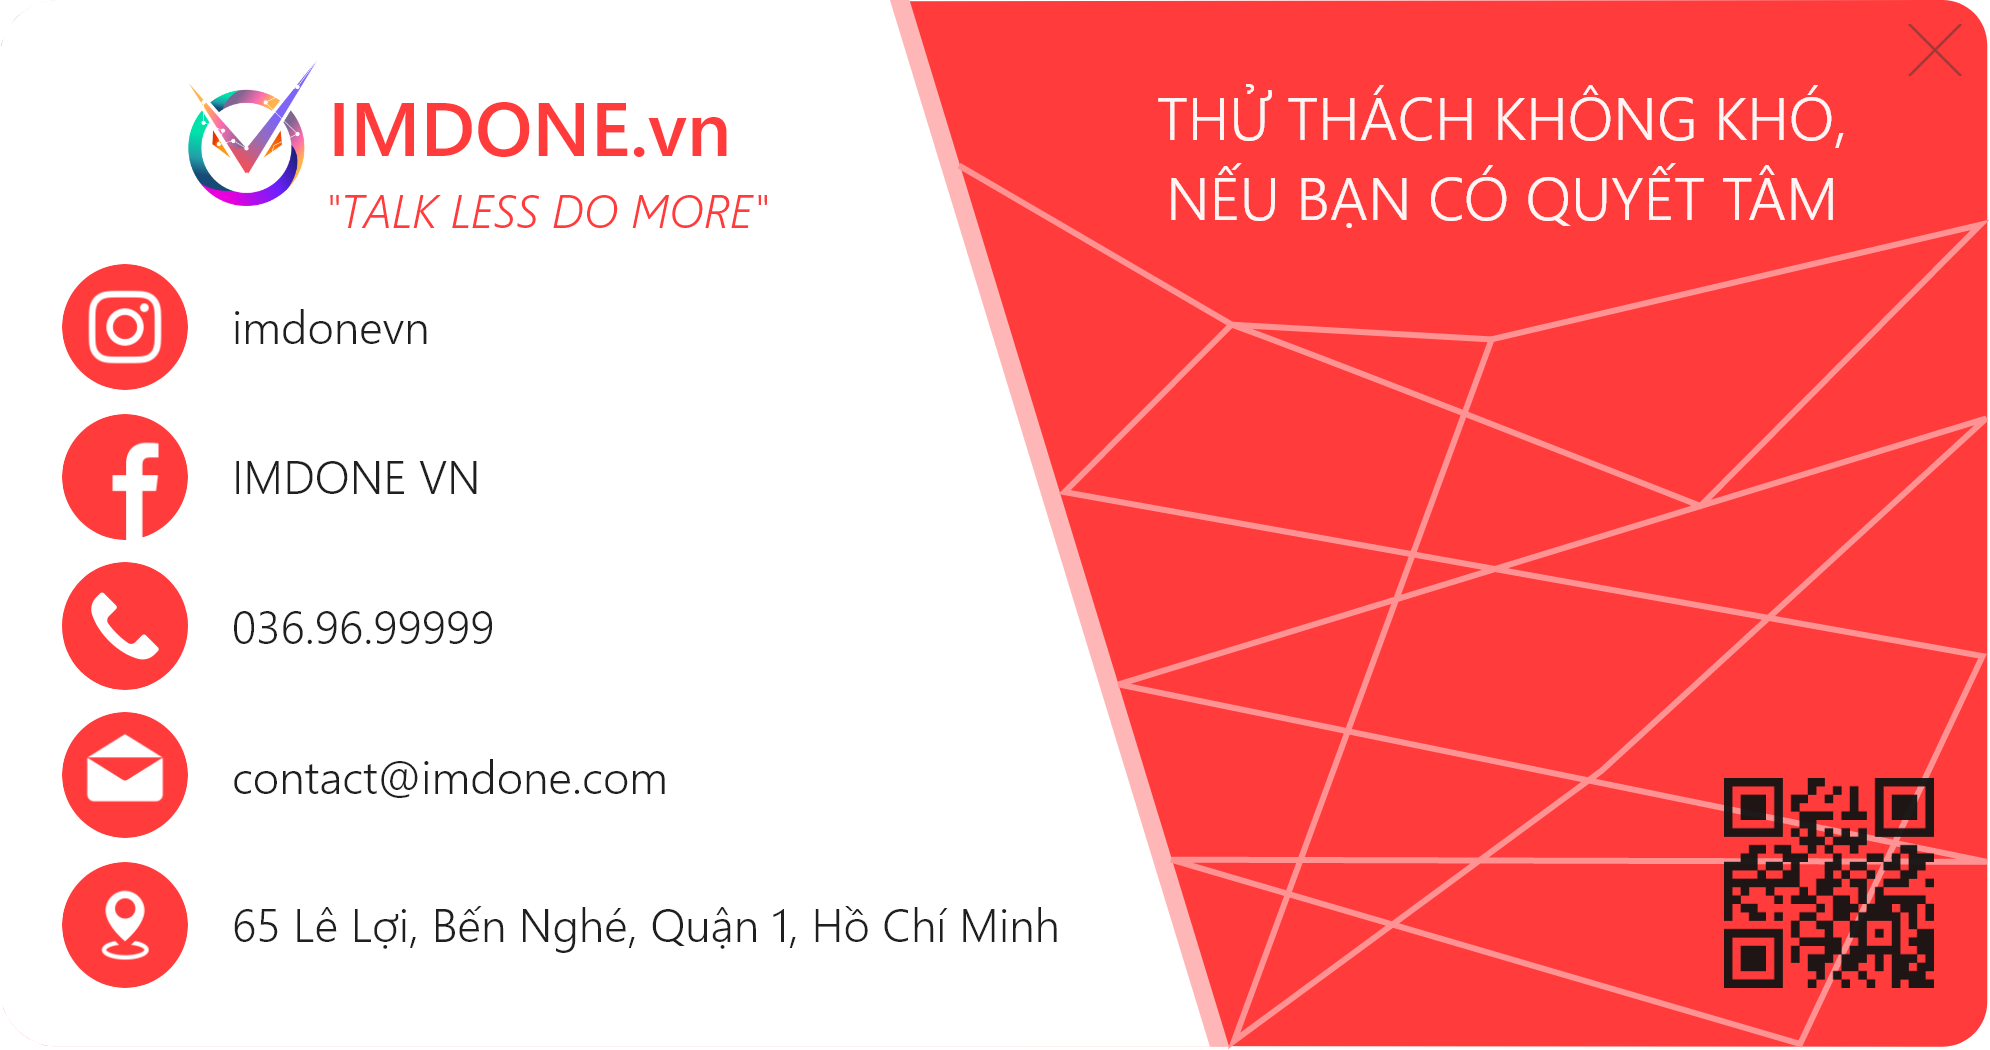 IMDONE.vn
"TALK LESS DO MORE"
imdonevn
IMDONE VN
036.96.99999
contact@imdone.com
65 Lê Lợi, Bến Nghé, Quận 1, Hồ Chí Minh
THỬ THÁCH KHÔNG KHÓ,
NẾU BẠN CÓ QUYẾT TÂM